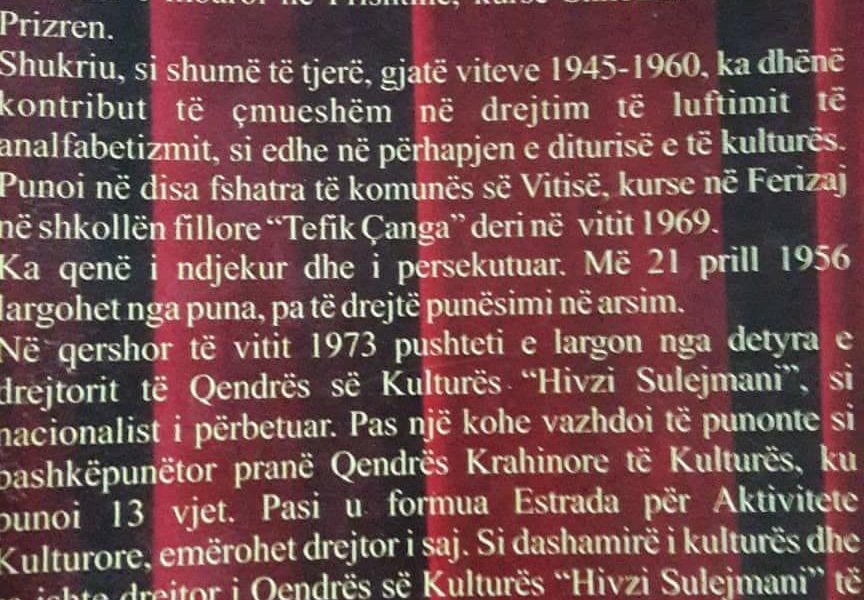 në Prishtinë, kurse
Prizren.
Shukriu, si shumë të tjerë, gjatë viteve 1945-1960, ka dhënë
kontribut të çmueshëm në drejtim të luftimit të
analfabetizmit, si edhe në përhapjen e diturisë e të kulturës.
Punoi në disa fshatra të komunës së Vitisë, kurse në Ferizaj
në shkollën fillore “Tefik Çanga” deri në vitit 1969.
Ka qenë i ndjekur dhe i persekutuar. Më 21 prill 1956
largohet nga puna, pa të drejtë punësimi në arsim.
Në qershor të vitit 1973 pushteti e largon nga detyra e
drejtorit të Qendrës së Kulturës “Hivzi Sulejmani”, si
nacionalist i përbetuar. Pas një kohe vazhdoi të punonte si
bashkëpunëtor pranë Qendrës Krahinore të Kulturës, ku
punoi 13 vjet. Pasi u formua Estrada për Aktivitete
Kulturore, emërohet drejtor i saj. Si dashamirë i kulturës dhe
ishte drejtor i Qendrës së Kulturës “Hivzi Sulejmani” të